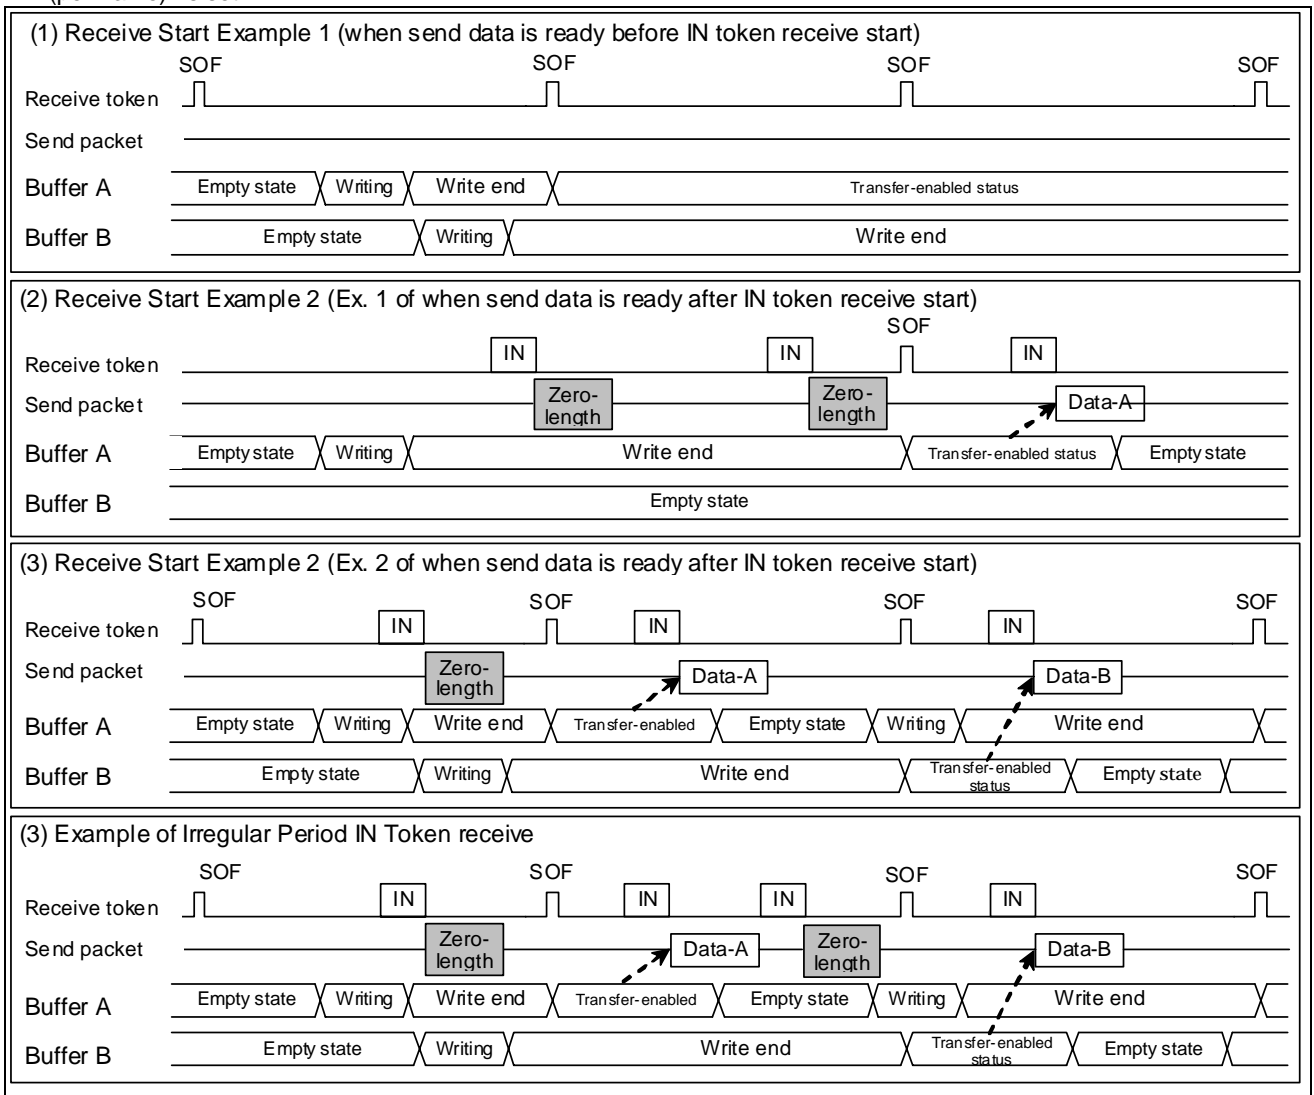 (1) Receive Start Example 1 (when send data is ready before IN token receive start)
SOF SOF SOF SOF
Receive token
Send packet
Buffer A Empty state Writing Write end Transfer-enabled status
Buffer B Empty state Writing Write end
(2) Receive Start Example 2 (Ex. 1 of when send data is ready after IN token receive start)
SOF
Receive token IN IN IN
Send packet Zero- Zero- Data-A
length length
Buffer A Empty state Writing Write end Transfer-enabled status Empty state
Buffer B Empty state
(3) Receive Start Example 2 (Ex. 2 of when send data is ready after IN token receive start)
SOF SOF SOF SOF
Receive token IN IN IN
Send packet Zero- Data-A Data-B
length
Buffer A Empty state Writing Write end Transfer-enabled Empty state Writing Write end
Buffer B Empty state Writing Write end Transfer-enabled Empty state
status
(3) Example of Irregular Period IN Token receive
SOF SOF SOF SOF
Receive token IN IN IN IN
Send packet Zero- Data-A Zero- Data-B
length length
Buffer A Empty state Writing Write end Transfer-enabled Empty state Writing Write end
Buffer B Empty state Writing Write end Transfer-enabled Empty state
status